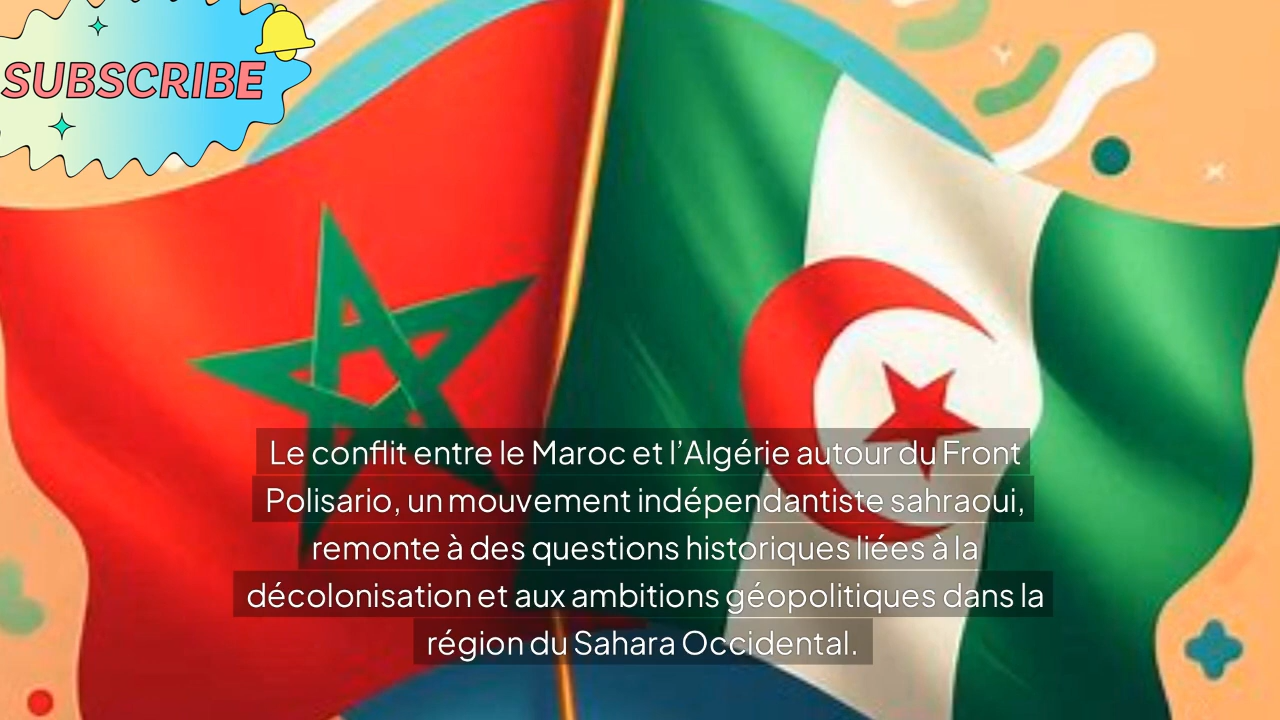 SUBSCRIBE
Le conflit entre le Maroc et l’Algérie autour du Front
Polisario, un mouvement indépendantiste sahraoui,
remonte à des questions historiques liées à la
décolonisation et aux ambitions géopolitiques dans la
région du Sahara Occidental.